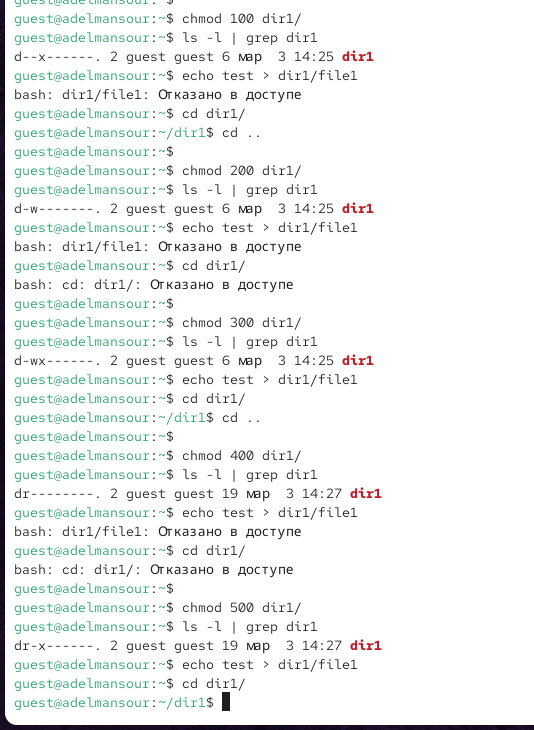 guest@adelmansour:~$
guest@adelmansour:~$ chmod 100 dir1/
guest@adelmansour:~$ ls -l | grep dir1
d--x------. 2 guest guest 6 мар  3 14:25 dir1
guest@adelmansour:~$ echo test > dir1/file1
bash: dir1/file1: Отказано в доступе
guest@adelmansour:~$ cd dir1/
guest@adelmansour:~/dir1$ cd ..
guest@adelmansour:~$
guest@adelmansour:~$ chmod 200 dir1/
guest@adelmansour:~$ ls -l | grep dir1
d-w-------. 2 guest guest 6 мар  3 14:25 dir1
guest@adelmansour:~$ echo test > dir1/file1
bash: dir1/file1: Отказано в доступе
guest@adelmansour:~$ cd dir1/
bash: cd: dir1/: Отказано в доступе
guest@adelmansour:~$
guest@adelmansour:~$ chmod 300 dir1/
guest@adelmansour:~$ ls -l | grep dir1
d-wx------. 2 guest guest 6 мар  3 14:25 dir1
guest@adelmansour:~$ echo test > dir1/file1
guest@adelmansour:~$ cd dir1/
guest@adelmansour:~/dir1$ cd ..
guest@adelmansour:~$
guest@adelmansour:~$ chmod 400 dir1/
guest@adelmansour:~$ ls -l | grep dir1
dr--------. 2 guest guest 19 мар  3 14:27 dir1
guest@adelmansour:~$ echo test > dir1/file1
bash: dir1/file1: Отказано в доступе
guest@adelmansour:~$ cd dir1/
bash: cd: dir1/: Отказано в доступе
guest@adelmansour:~$
guest@adelmansour:~$ chmod 500 dir1/
guest@adelmansour:~$ ls -l | grep dir1
dr-x------. 2 guest guest 19 мар  3 14:27 dir1
guest@adelmansour:~$ echo test > dir1/file1
guest@adelmansour:~$ cd dir1/
guest@adelmansour:~/dir1$